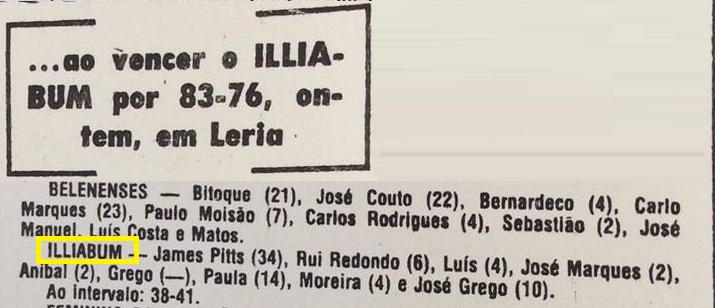 ...ao vencer o ILLIA-
BUM por 83-76, on-
tem, em Leria
BELENENSES — Bitoque (21), José Couto (22), Bernardeco (4), Carlo
Marques (23), Paulo Moisão (7), Carlos Rodrigues (4), Sebastião (2), José
Manuel, Luís Costa e Matos.
ILLIABUM — James Pitts (34), Rui Redondo (6), Luís (4), José Marques (2),
Anibal (2), Grego (—), Paula (14), Moreira (4) e José Grego (10).
Ao intervalo: 38-41.